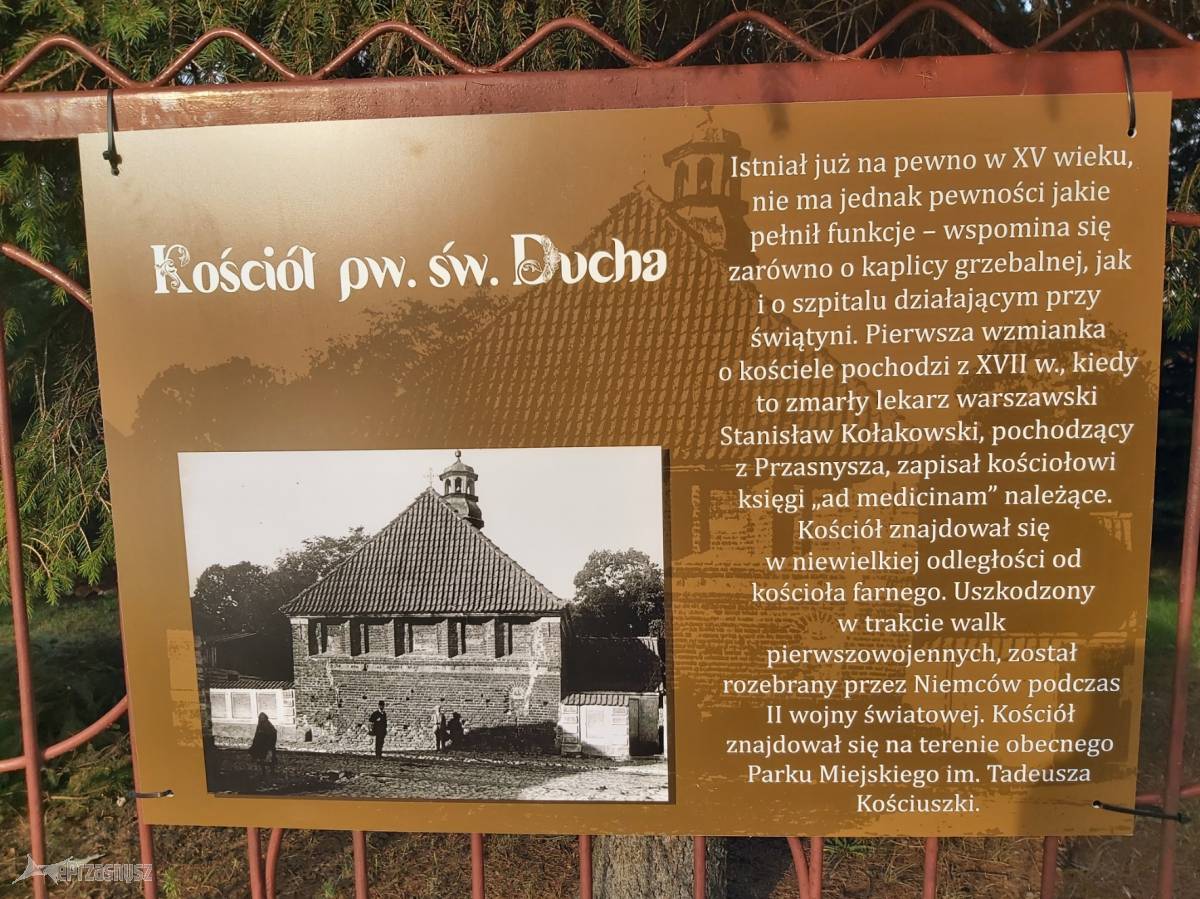 Kościół pw. św. Ducha
Istniał już na pewno w XV wieku,
nie ma jednak pewności jakie
pełnił funkcje – wspomina się
zarówno o kaplicy grzebalnej, jak
i o szpitalu działającym przy
świątyni. Pierwsza wzmianka
o kościele pochodzi z XVII w., kiedy
to zmarły lekarz warszawski
Stanisław Kołakowski, pochodzący
z Przasnysza, zapisał kościołowi
księgi „ad medicinam” należące.
Kościół znajdował się
w niewielkiej odległości od
kościoła farnego. Uszkodzony
w trakcie walk
pierwszowojennych, został
rozebrany przez Niemców podczas
II wojny światowej. Kościół
znajdował się na terenie obecnego
Parku Miejskiego im. Tadeusza
Kościuszki.
ePRZASNYSZ